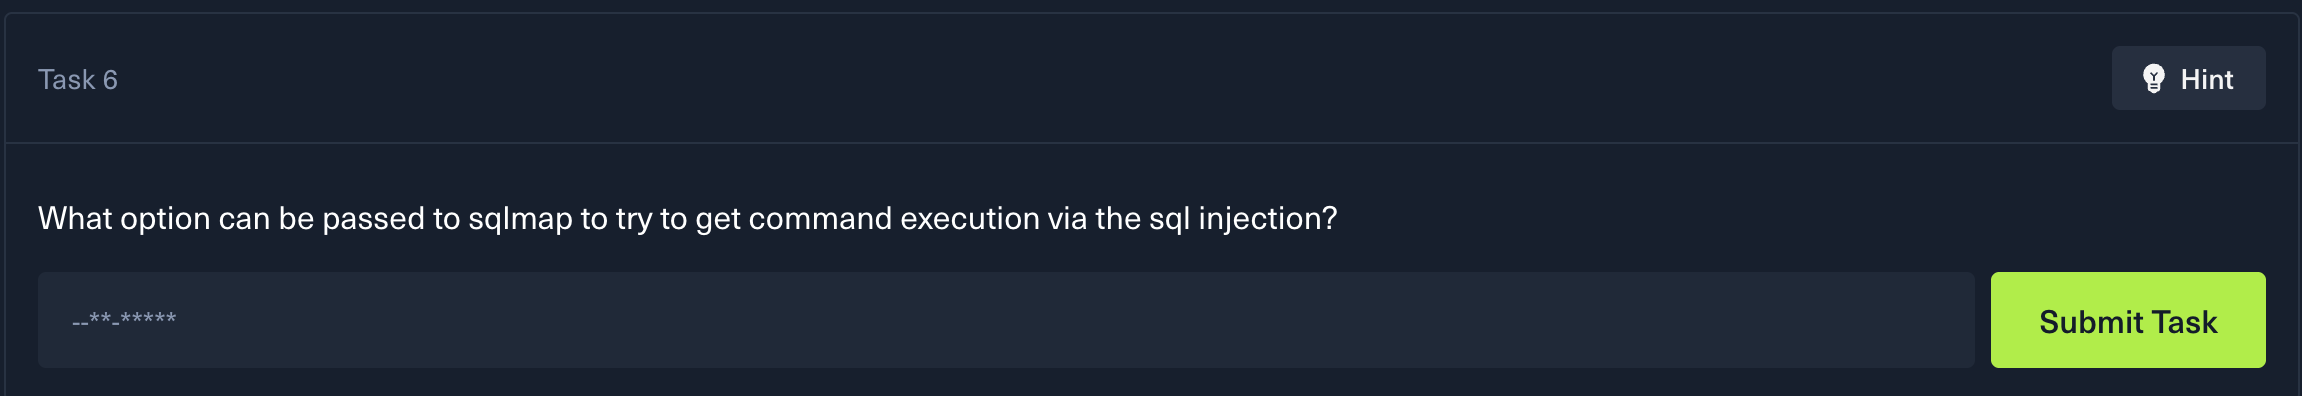 Task 6
Hint
What option can be passed to sqlmap to try to get command execution via the sql injection?
--**-*****
Submit Task